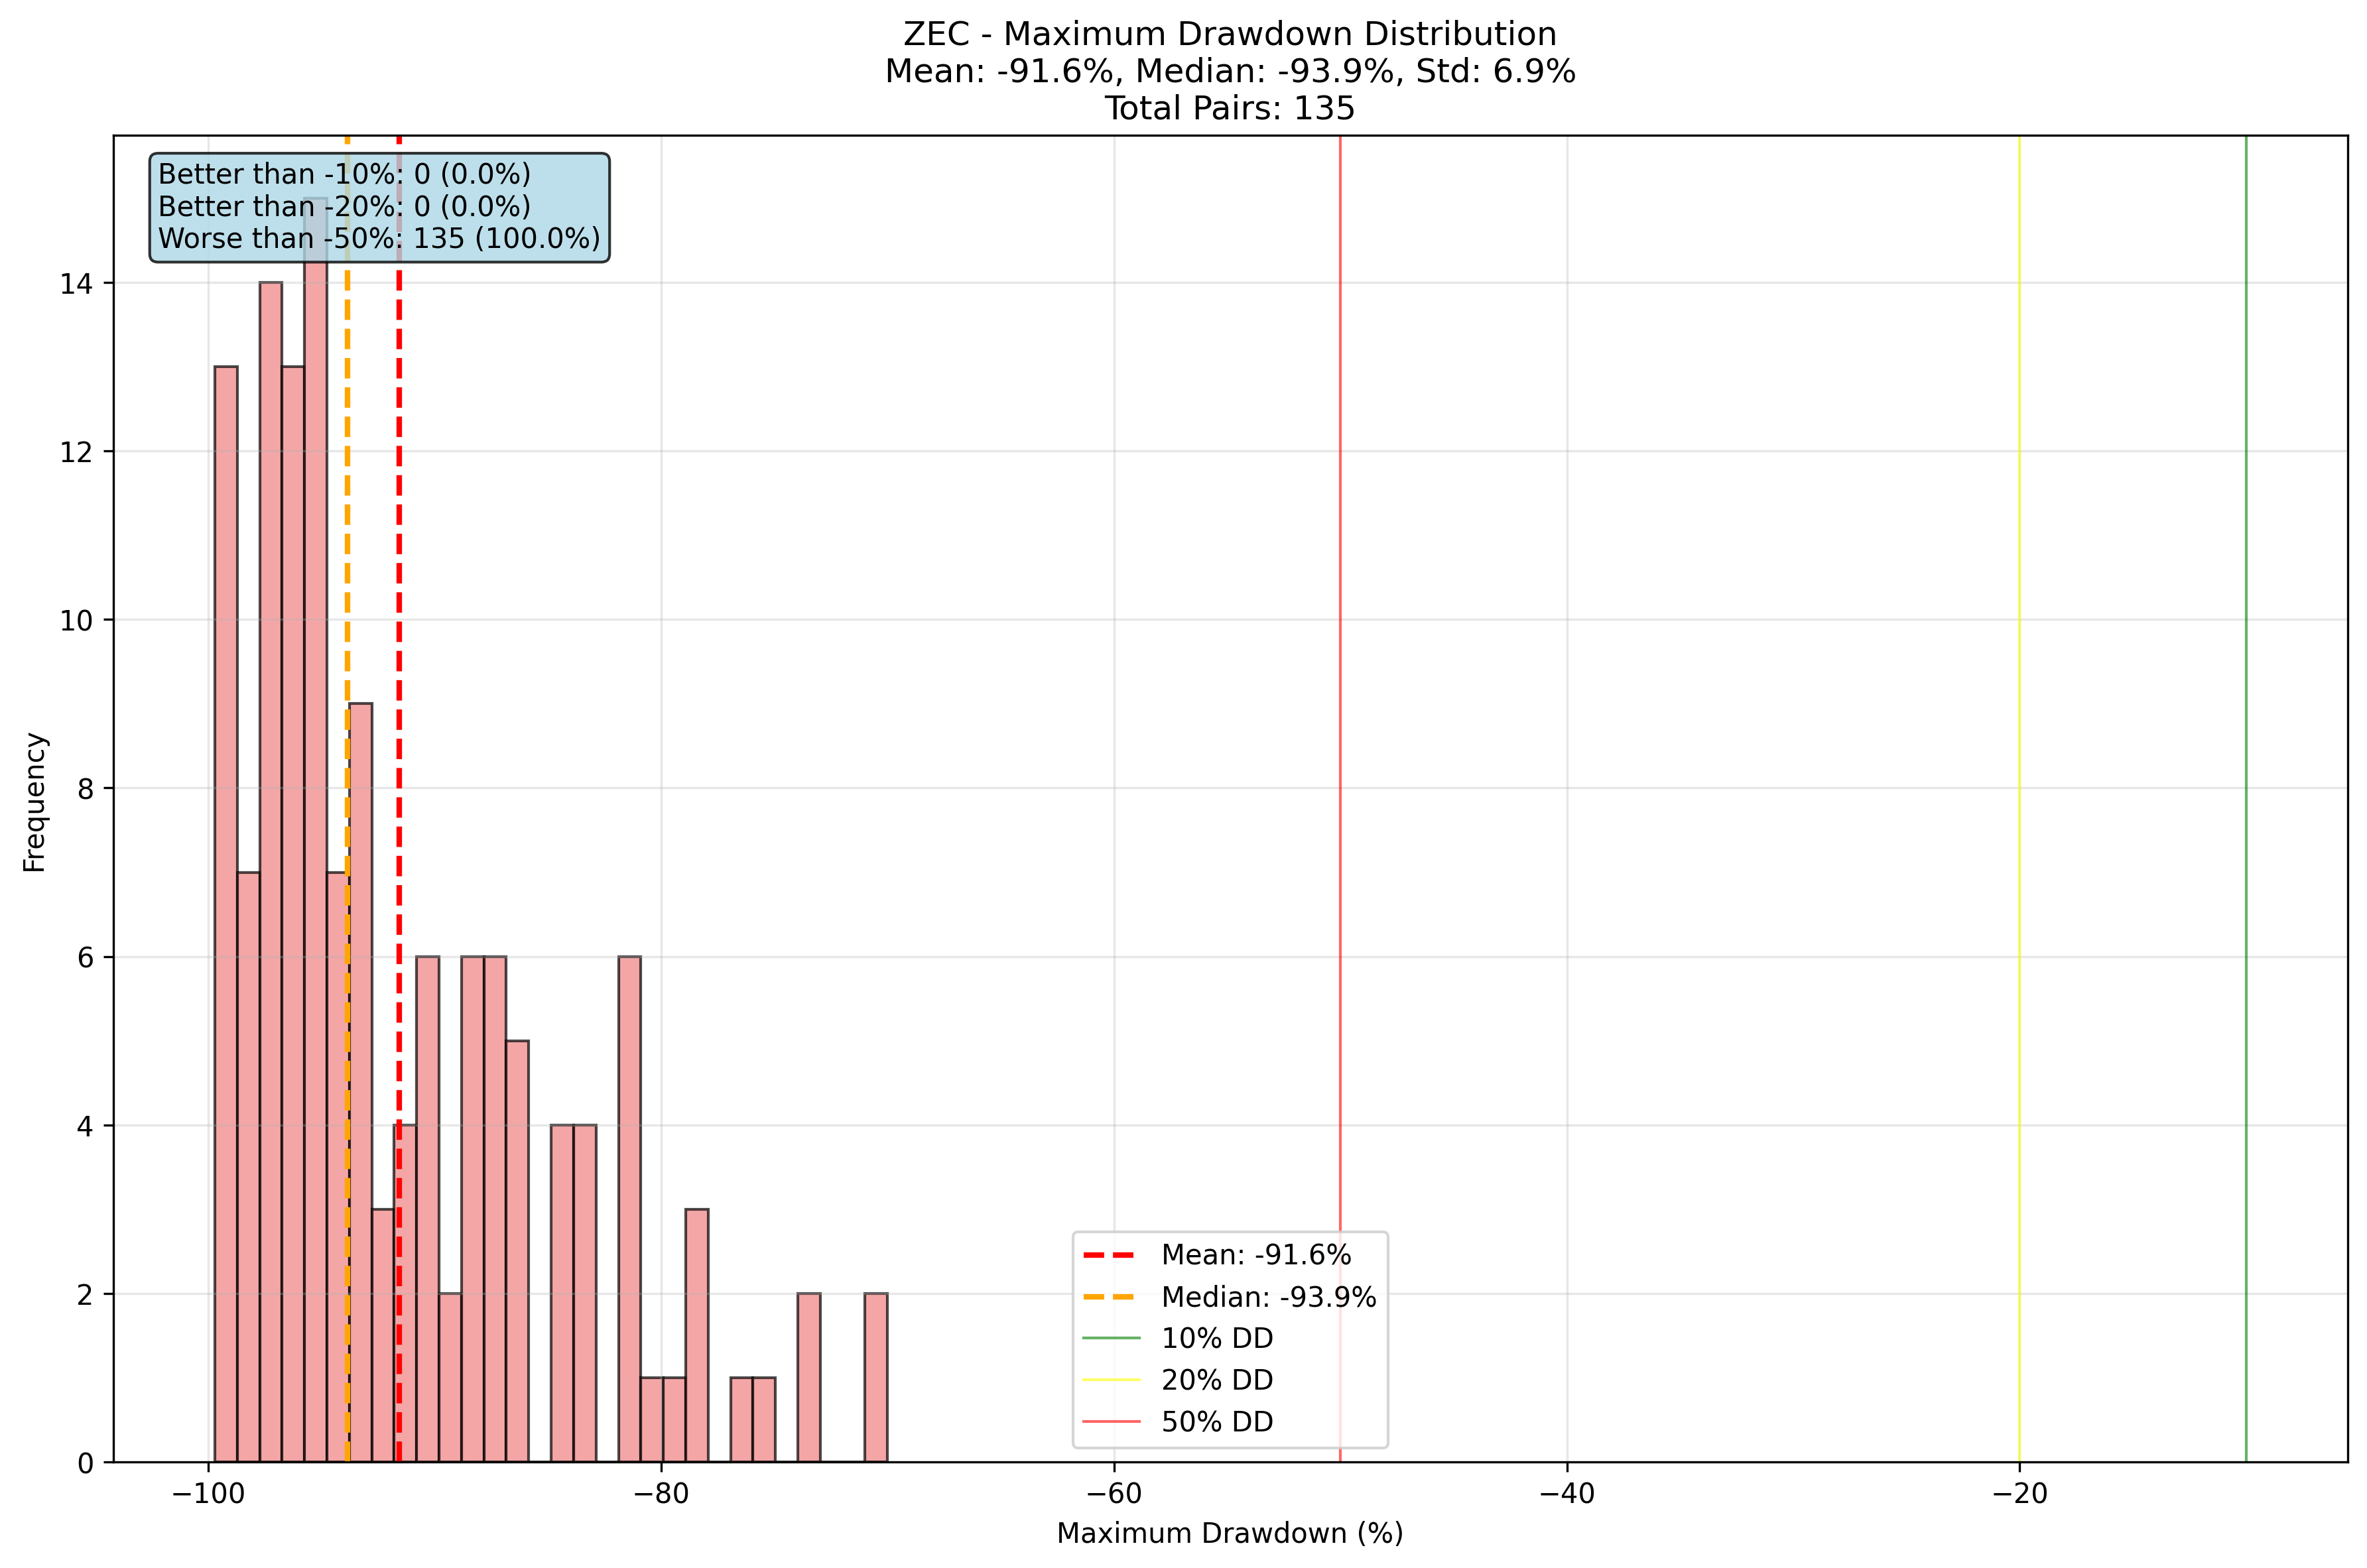 ZEC - Maximum Drawdown Distribution
Mean: -91.6%, Median: -93.9%, Std: 6.9%
Total Pairs: 135
Better than -10%: 0 (0.0%)
Better than -20%: 0 (0.0%)
Worse than -50%: 135 (100.0%)
14
12
10
8
6
4
2
0
Frequency
Mean: -91.6%
Median: -93.9%
10% DD
20% DD
50% DD
−100
−80
−60
−40
−20
Maximum Drawdown (%)